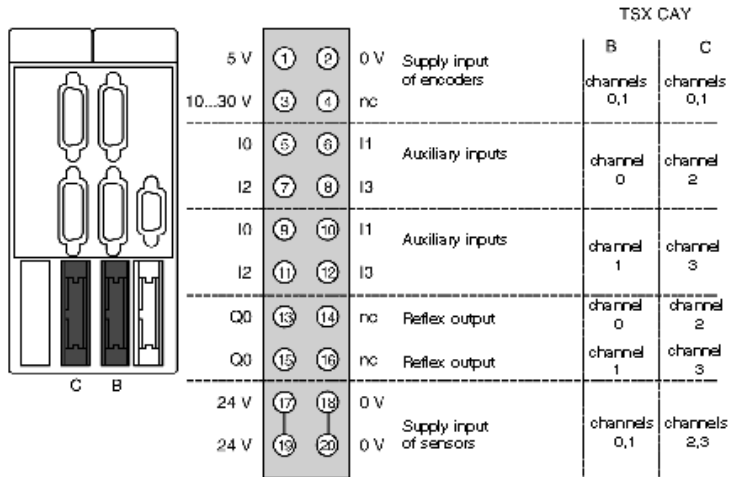 TSX CAY
B C
5 V 1 2 0 V Supply input
of encoders
channels channels
0,1 0,1
10...30 V 3 4 nc
I0 5 6 I1 Auxiliary inputs
channel channel
0 2
I2 7 8 I3
I0 9 10 I1 Auxiliary inputs
channel channel
1 3
I2 11 12 I3
Q0 13 14 nc Reflex output
channel channel
0 2
Q0 15 16 nc Reflex output
channel channel
1 3
C B
24 V 17 18 0 V
Supply input
of sensors
channels channels
0,1 2,3
24 V 19 20 0 V